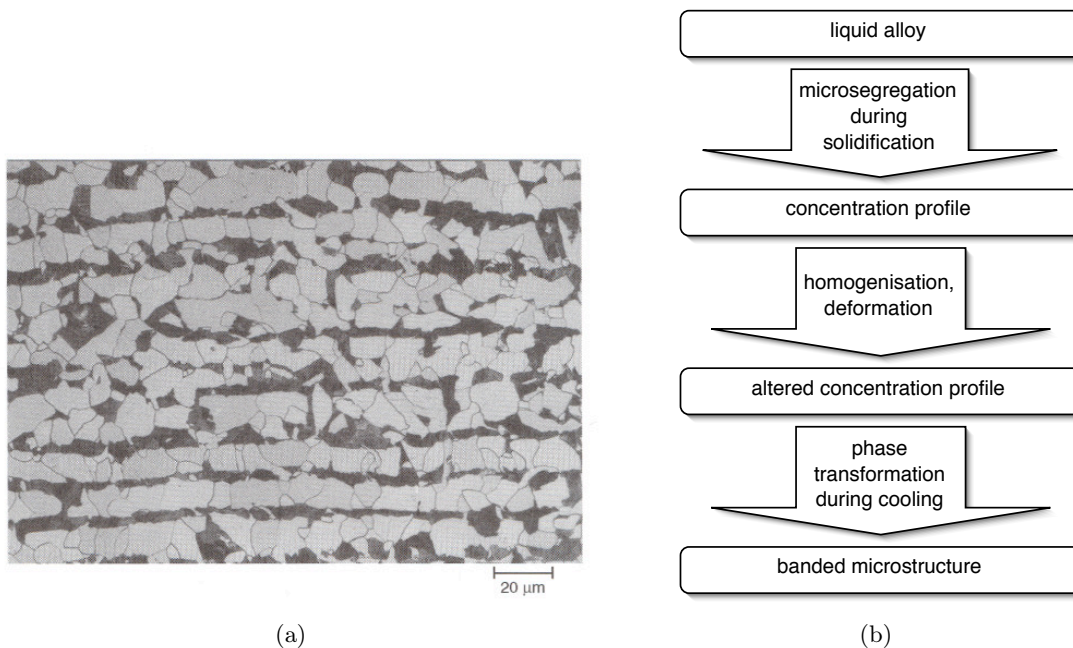 liquid alloy
microsegregation
during
solidification
concentration profile
homogenisation,
deformation
altered concentration profile
phase
transformation
during cooling
banded microstructure
20 μm
(a)
(b)